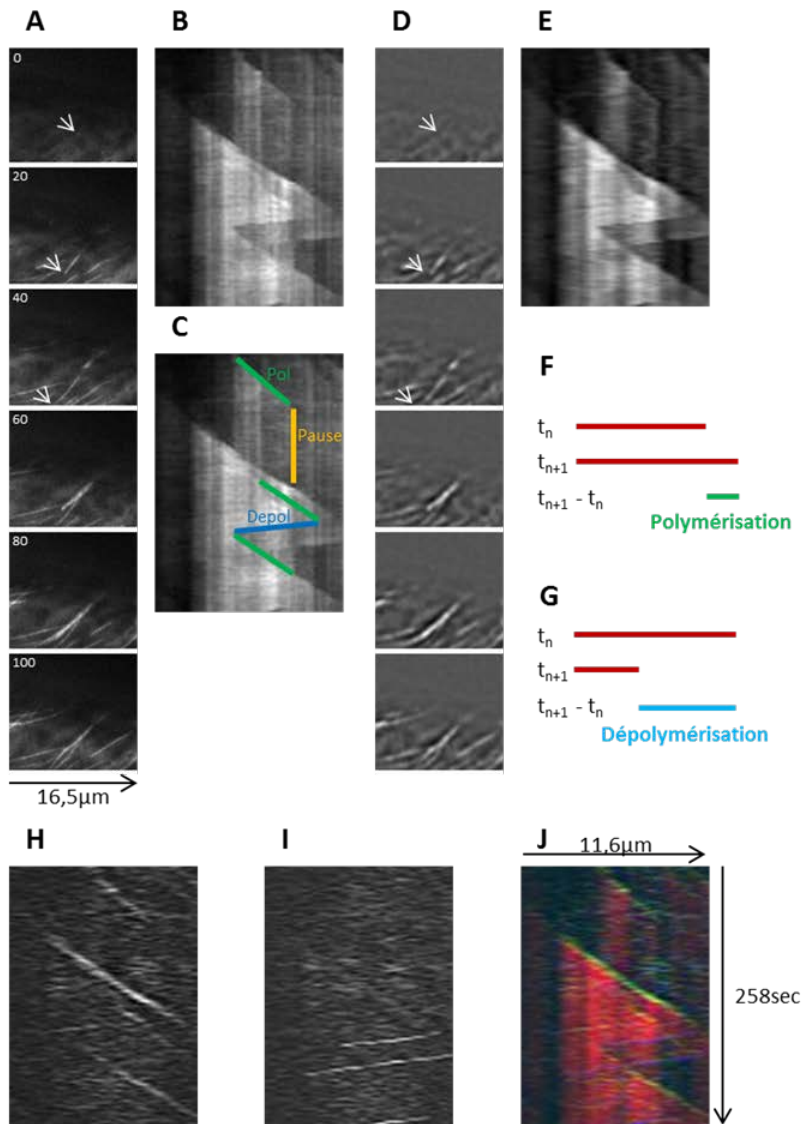 A
B
D
E
0
20
40
60
80
100
16,5µm
C
Pol
Pause
Depol
F
tn
tn+1
tn+1 - tn
Polymérisation
G
tn
tn+1
tn+1 - tn
Dépolymérisation
H
I
J
11,6µm
258sec